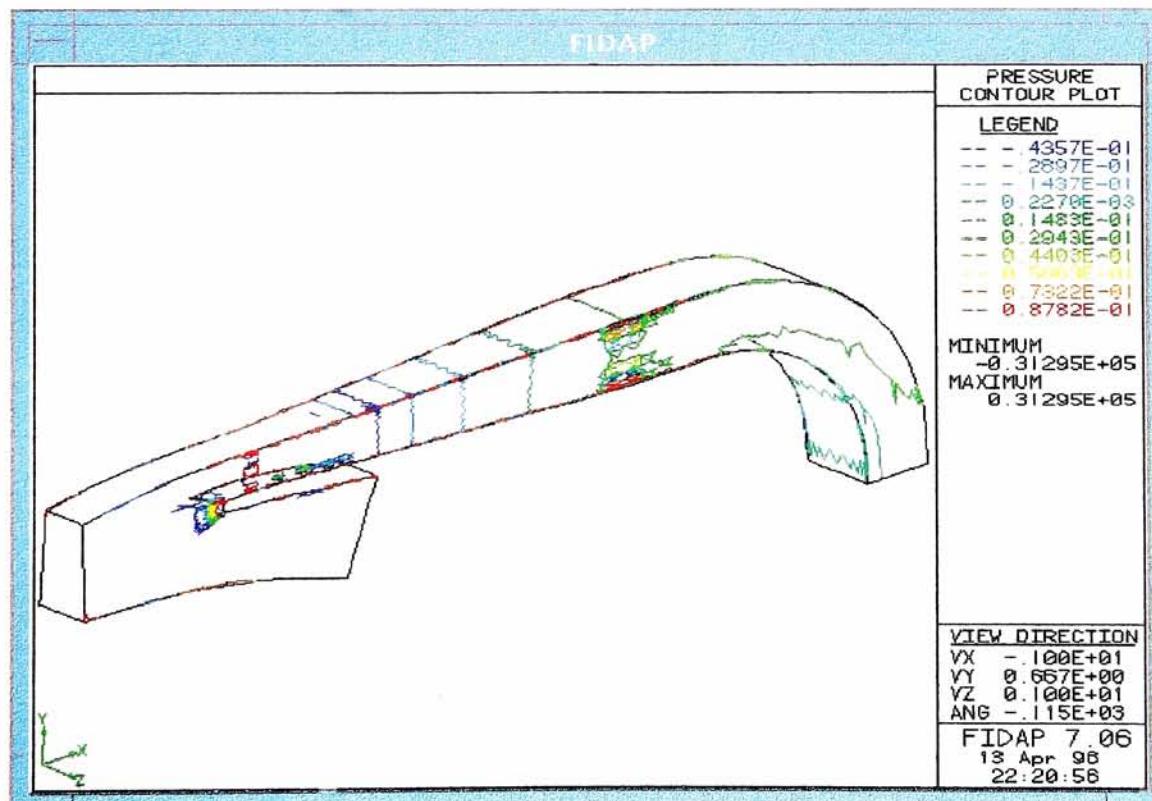 FIDAP
PRESSURE
CONTOUR PLOT
LEGEND
-- -.4357E-01
-- -.2897E-01
-- -.1437E-01
-- 0.2270E-03
-- 0.1483E-01
-- 0.2943E-01
-- 0.4403E-01
-- 0.7322E-01
-- 0.8782E-01
MINIMUM
-0.31295E+05
MAXIMUM
0.31295E+05
VIEW DIRECTION
VX -.100E+01
VY 0.667E+00
VZ 0.100E+01
ANG -.115E+03
FIDAP 7.06
13 Apr 96
22:20:56
Y
X
Z